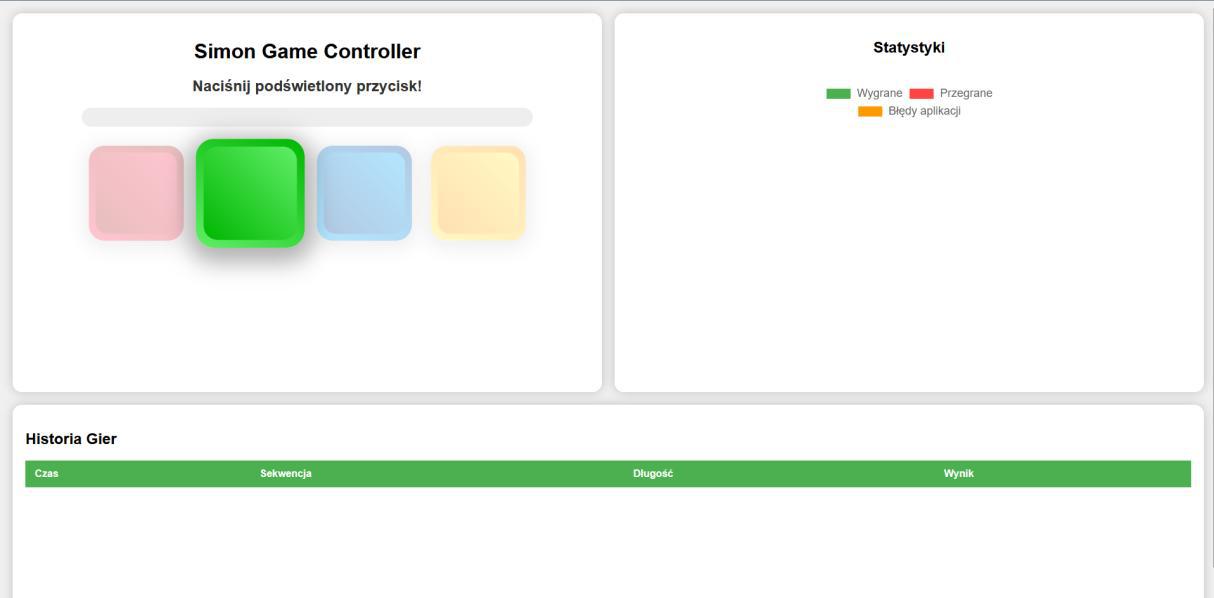 Simon Game Controller
Naciśnij podświetlony przycisk!
Statystyki
Wygrane Przegrane
Błędy aplikacji
Historia Gier
Czas Sekwencja Długość Wynik